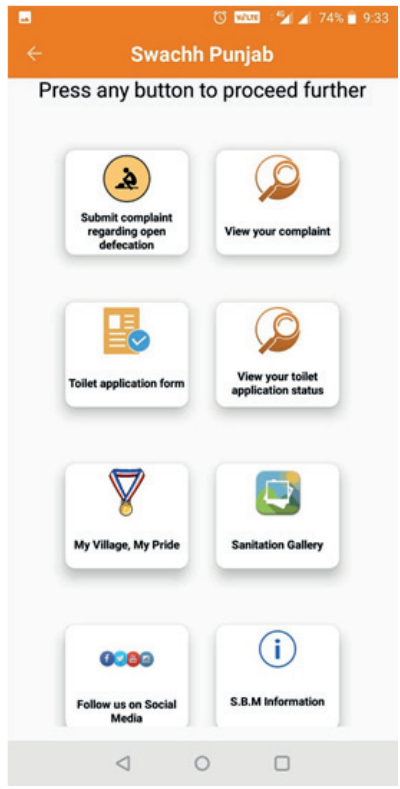 VoLTE 4G 74% 9:33
Swachh Punjab
Press any button to proceed further
Submit complaint
regarding open
defecation
View your complaint
Toilet application form
View your toilet
application status
My Village, My Pride
Sanitation Gallery
Follow us on Social
Media
S.B.M Information